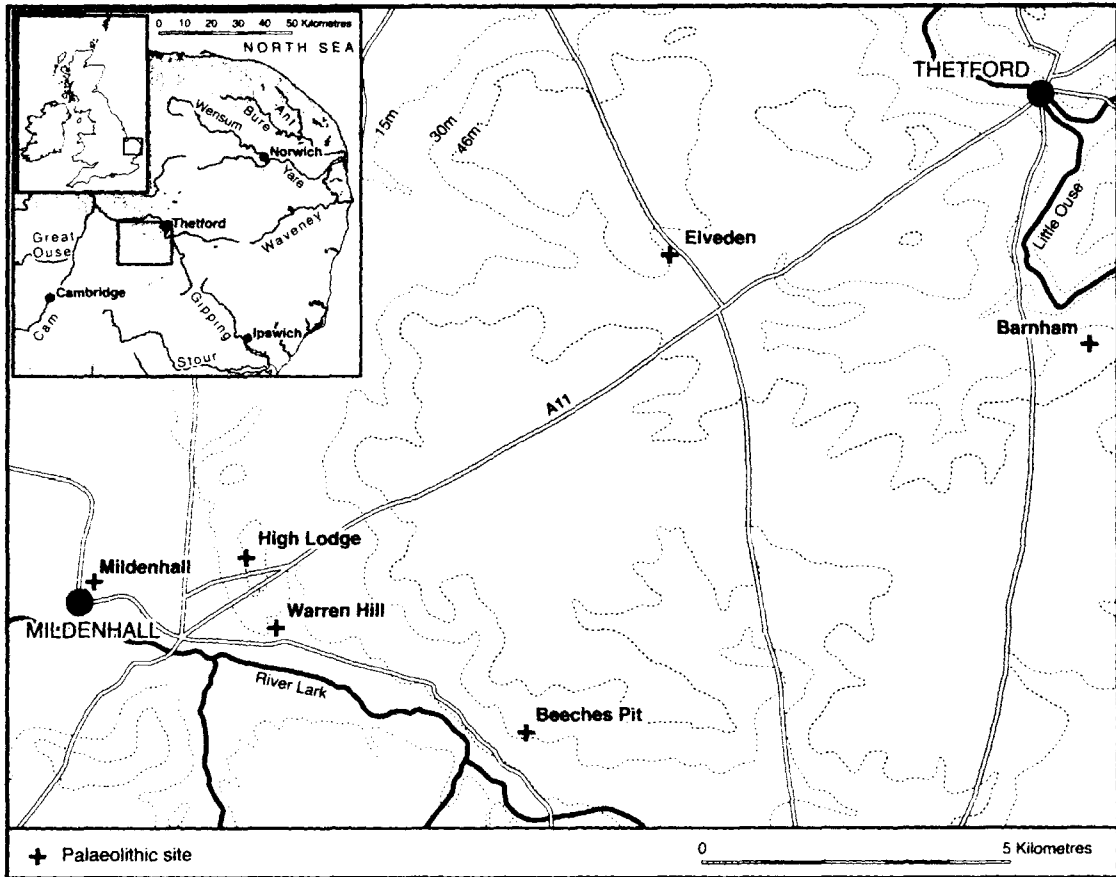 0 10 20 30 40 50 Kilometres
NORTH SEA
Wensum
Bure
Ant
Norwich
Yare
Thetford
Waveney
Great
Ouse
Cambridge
Cam
Gipping
Ipswich
Stour
15m
30m
46m
THETFORD
Little Ouse
Elveden
Barnham
A11
High Lodge
Mildenhall
MILDENHALL
Warren Hill
River Lark
Beeches Pit
Palaeolithic site
0 5 Kilometres